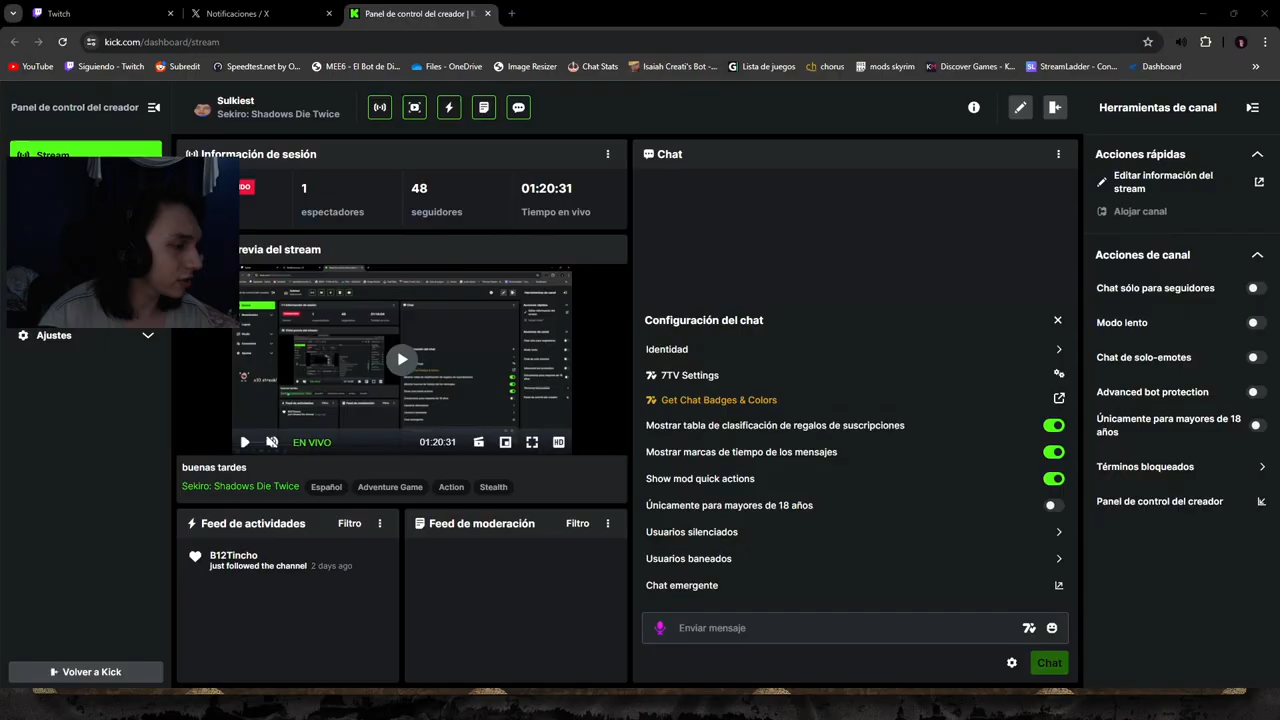 Twitch
Notificaciones / X
Panel de control del creador | K
kick.com/dashboard/stream
YouTube
Siguiendo - Twitch
Subredit
Speedtest.net by O...
MEE6 - El Bot de Di...
Files - OneDrive
Image Resizer
Chat Stats
Isaiah Creati's Bot -...
Lista de juegos
chorus
mods skyrim
Discover Games - K...
StreamLadder - Con...
Dashboard
Panel de control del creador
Sulkiest
Sekiro: Shadows Die Twice
Herramientas de canal
Stream
Información de sesión
1
48
01:20:31
espectadores
seguidores
Tiempo en vivo
revia del stream
EN VIVO
01:20:31
HD
buenas tardes
Sekiro: Shadows Die Twice
Español
Adventure Game
Action
Stealth
Feed de actividades
Filtro
B12Tincho
just followed the channel 2 days ago
Feed de moderación
Filtro
Ajustes
Volver a Kick
Chat
Configuración del chat
Identidad
7TV Settings
Get Chat Badges & Colors
Mostrar tabla de clasificación de regalos de suscripciones
Mostrar marcas de tiempo de los mensajes
Show mod quick actions
Únicamente para mayores de 18 años
Usuarios silenciados
Usuarios baneados
Chat emergente
Enviar mensaje
Chat
Acciones rápidas
Editar información del
stream
Alojar canal
Acciones de canal
Chat sólo para seguidores
Modo lento
Chat de solo-emotes
Advanced bot protection
Únicamente para mayores de 18
años
Términos bloqueados
Panel de control del creador